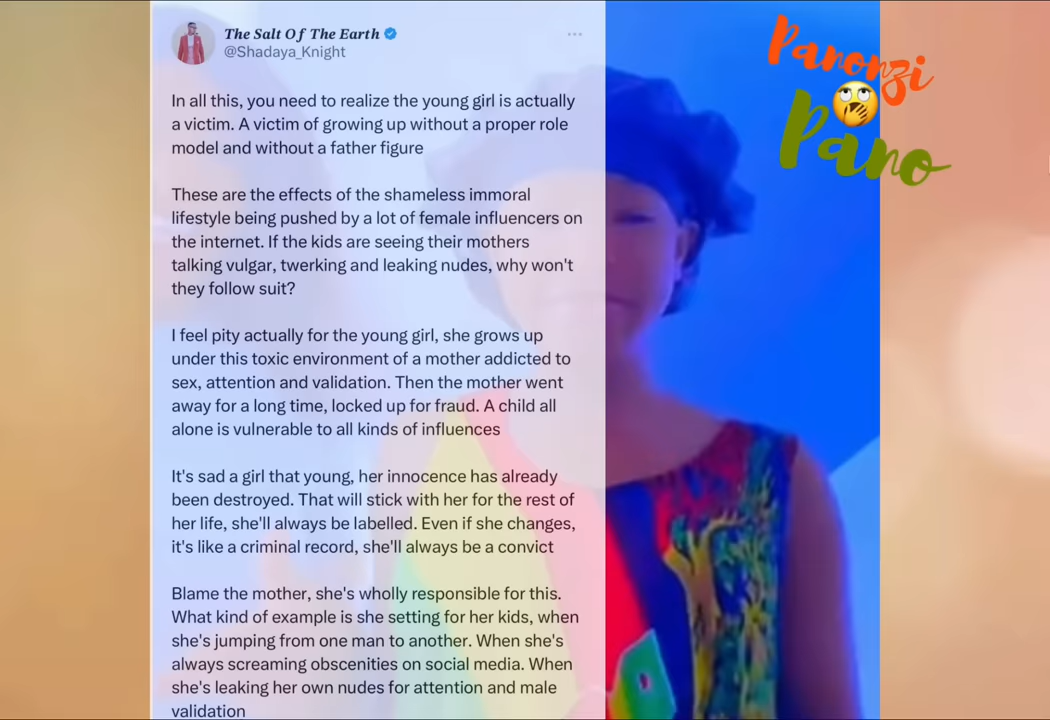 The Salt Of The Earth
@Shadaya_Knight
In all this, you need to realize the young girl is actually
a victim. A victim of growing up without a proper role
model and without a father figure
These are the effects of the shameless immoral
lifestyle being pushed by a lot of female influencers on
the internet. If the kids are seeing their mothers
talking vulgar, twerking and leaking nudes, why won't
they follow suit?
I feel pity actually for the young girl, she grows up
under this toxic environment of a mother addicted to
sex, attention and validation. Then the mother went
away for a long time, locked up for fraud. A child all
alone is vulnerable to all kinds of influences
It's sad a girl that young, her innocence has already
been destroyed. That will stick with her for the rest of
her life, she'll always be labelled. Even if she changes,
it's like a criminal record, she'll always be a convict
Blame the mother, she's wholly responsible for this.
What kind of example is she setting for her kids, when
she's jumping from one man to another. When she's
always screaming obscenities on social media. When
she's leaking her own nudes for attention and male
validation
Panonzi
Pano